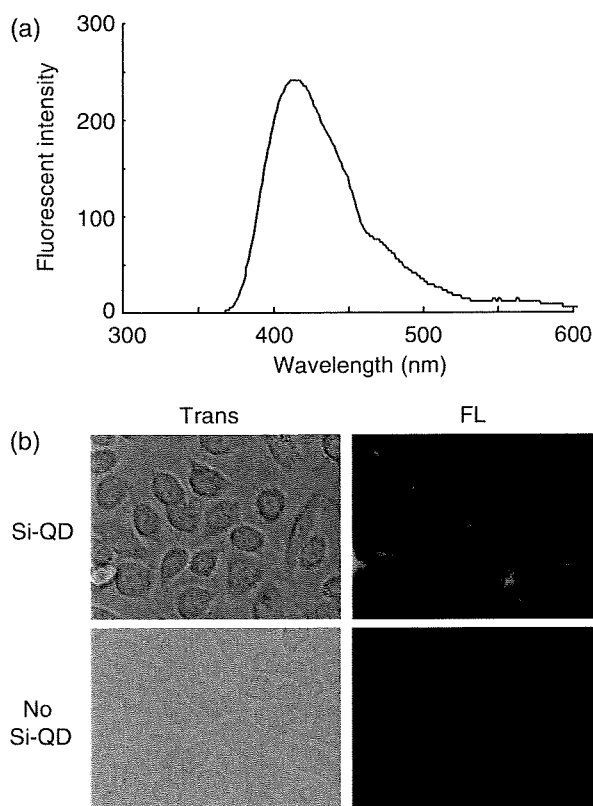 (a)
300
200
100
0
Fluorescent intensity
300
400
500
600
Wavelength (nm)
Trans
FL
(b)
Si-QD
No
Si-QD